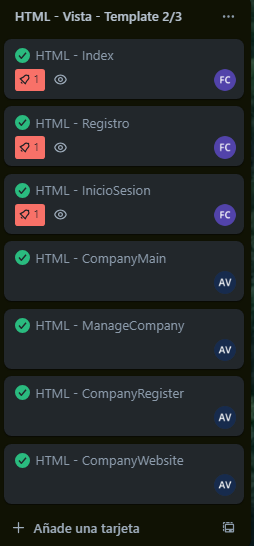 HTML - Vista - Template 2/3
HTML - Index
1
FC
HTML - Registro
1
FC
HTML - InicioSesion
1
FC
HTML - CompanyMain
AV
HTML - ManageCompany
AV
HTML - CompanyRegister
AV
HTML - CompanyWebsite
AV
Añade una tarjeta